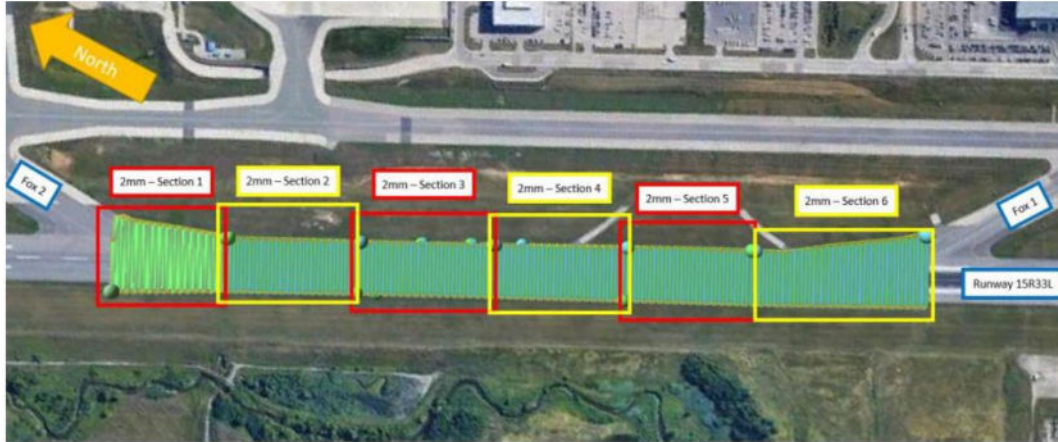 North
Fox 2
2mm – Section 1
2mm – Section 2
2mm – Section 3
2mm – Section 4
2mm – Section 5
2mm – Section 6
Fox 1
Runway 15R33L